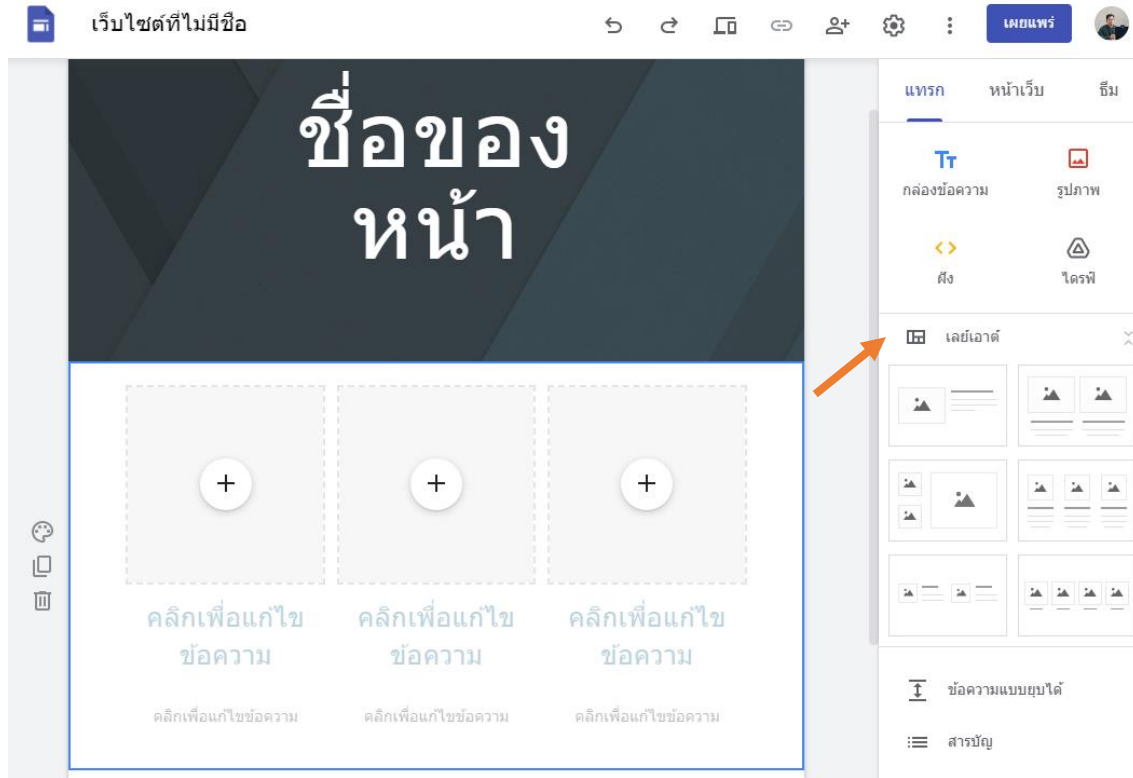 เว็บไซต์ที่ไม่มีชื่อ
เผยแพร่
ชื่อของ
หน้า
คลิกเพื่อแก้ไข
ข้อความ
คลิกเพื่อแก้ไขข้อความ
คลิกเพื่อแก้ไข
ข้อความ
คลิกเพื่อแก้ไขข้อความ
คลิกเพื่อแก้ไข
ข้อความ
คลิกเพื่อแก้ไขข้อความ
แทรก หน้าเว็บ ธีม
Tт
กล่องข้อความ รูปภาพ
ฝัง ไดรฟ์
เลย์เอาต์
ข้อความแบบยุบได้
สารบัญ